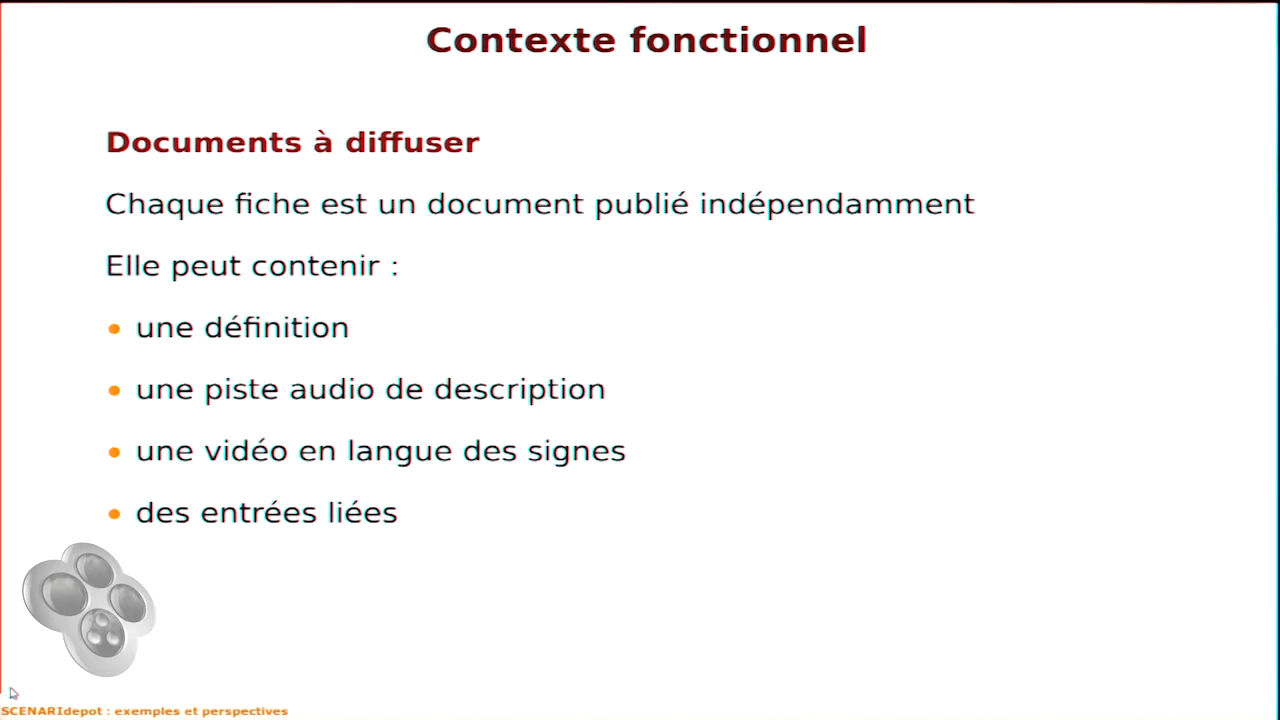 Contexte fonctionnel
Documents à diffuser
Chaque fiche est un document publié indépendamment
Elle peut contenir :
• une définition
• une piste audio de description
• une vidéo en langue des signes
• des entrées liées
SCENARIdepot : exemples et perspectives